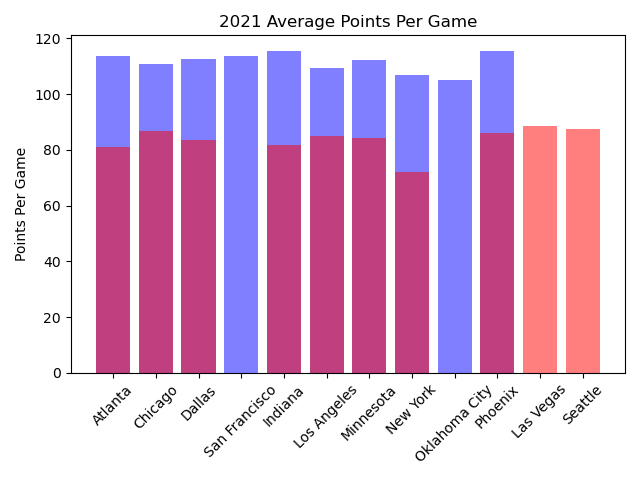 2021 Average Points Per Game
Points Per Game
120
100
80
60
40
20
0
Atlanta
Chicago
Dallas
San Francisco
Indiana
Los Angeles
Minnesota
New York
Oklahoma City
Phoenix
Las Vegas
Seattle